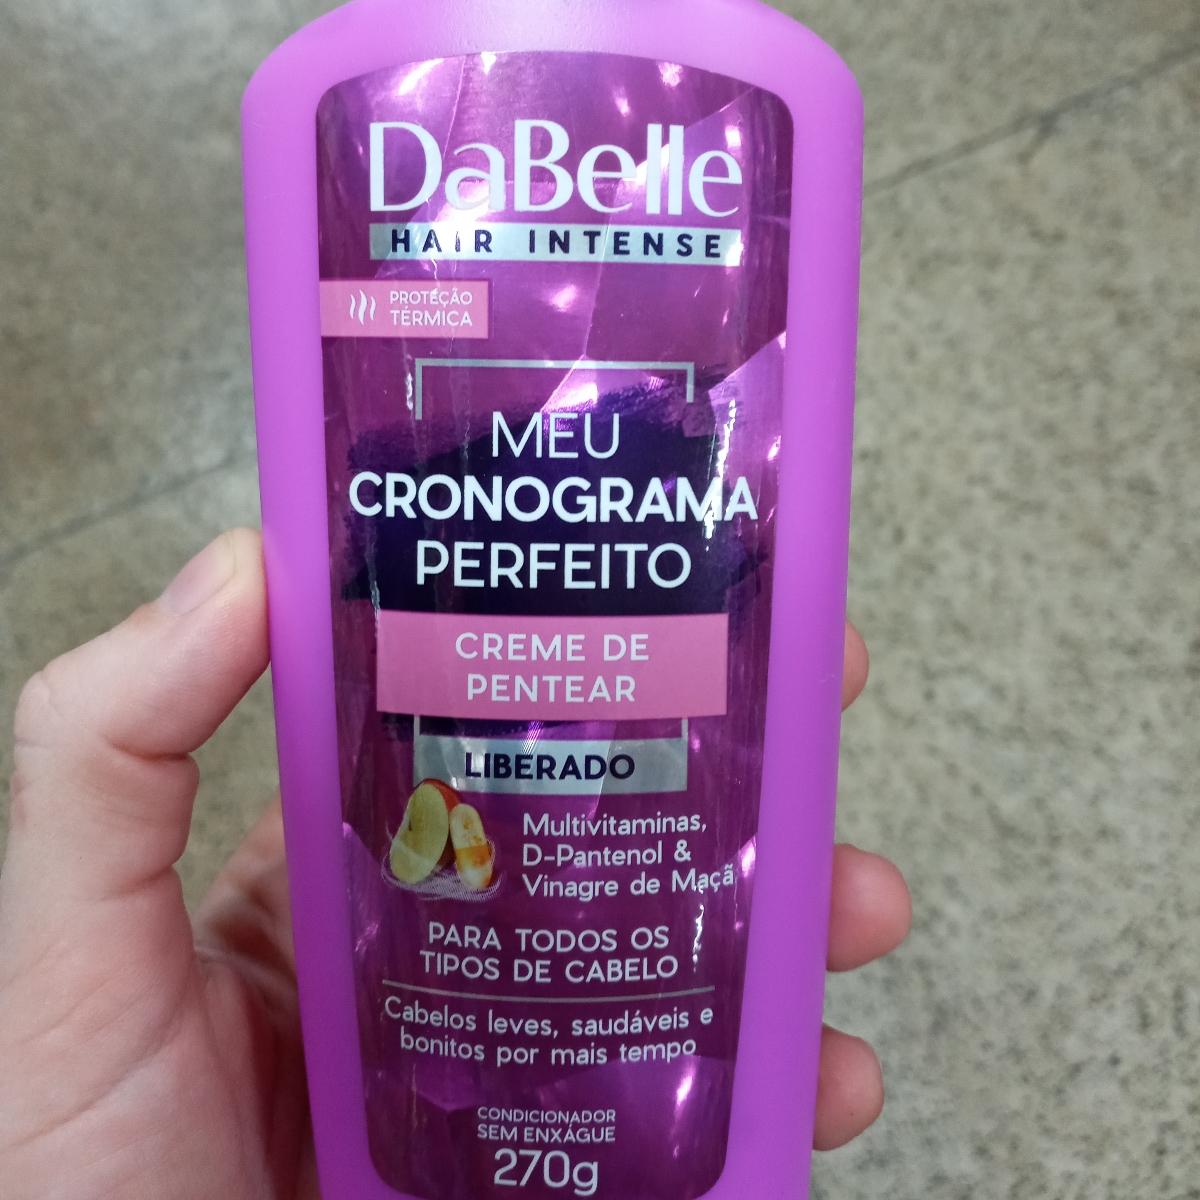 DaBelle
HAIR INTENSE
PROTEÇÃO
TÉRMICA
MEU
CRONOGRAMA
PERFEITO
CREME DE
PENTEAR
LIBERADO
Multivitaminas,
D-Pantenol &
Vinagre de Maçã
PARA TODOS OS
TIPOS DE CABELO
Cabelos leves, saudáveis e
bonitos por mais tempo
CONDICIONADOR
SEM ENXÁGUE
270g